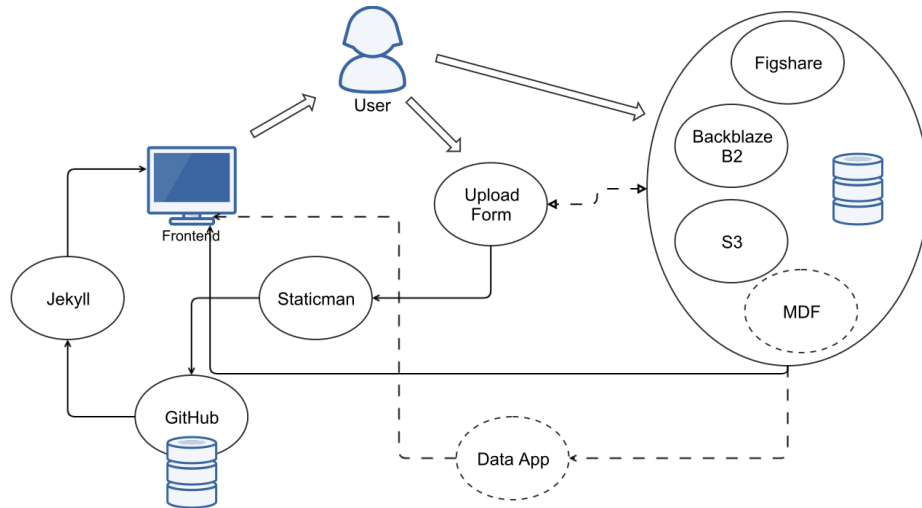 Figshare
User
Backblaze
B2
Upload
Form
Frontend
S3
Jekyll
Staticman
MDF
GitHub
Data App